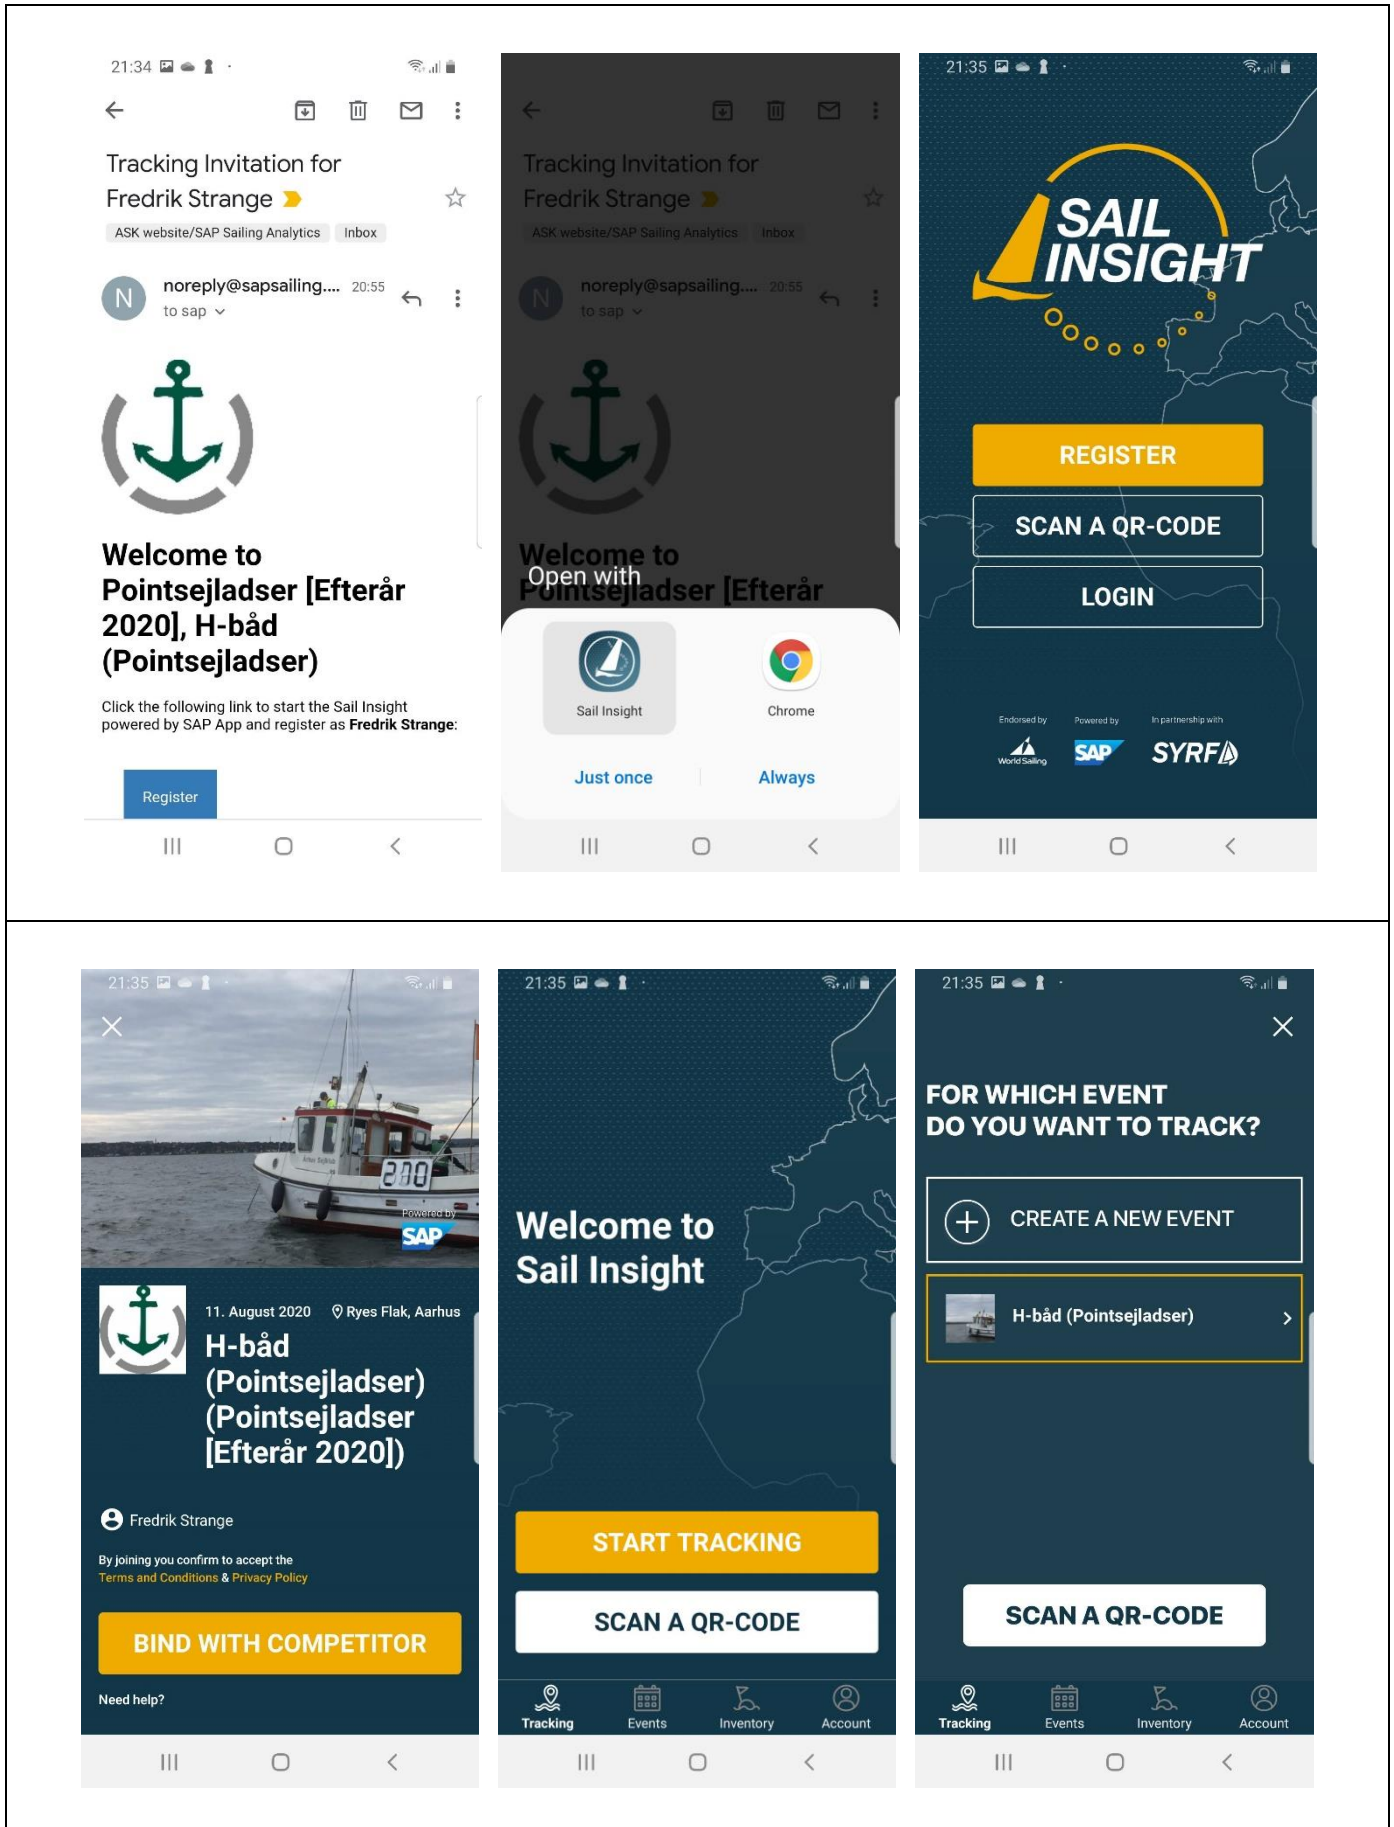 21:34
Tracking Invitation for
Fredrik Strange
ASK website/SAP Sailing Analytics Inbox
N
noreply@sapsailing.... 20:55
to sap
Welcome to
Pointsejladser [Efterår
2020], H-båd
(Pointsejladser)
Click the following link to start the Sail Insight
powered by SAP App and register as Fredrik Strange:
Register
Tracking Invitation for
Fredrik Strange
ASK website/SAP Sailing Analytics Inbox
N
noreply@sapsailing.... 20:55
to sap
Welcome to
Open with
Pointsejladser [Efterår
Sail Insight
Chrome
Just once
Always
21:35
SAIL
INSIGHT
REGISTER
SCAN A QR-CODE
LOGIN
Endorsed by
Powered by
In partnership with
World Sailing
SAP
SYRF
21:35
210
Powered by
SAP
11. August 2020 Ryes Flak, Aarhus
H-båd
(Pointsejladser)
(Pointsejladser
[Efterår 2020])
Fredrik Strange
By joining you confirm to accept the
Terms and Conditions & Privacy Policy
BIND WITH COMPETITOR
Need help?
21:35
Welcome to
Sail Insight
START TRACKING
SCAN A QR-CODE
Tracking
Events
Inventory
Account
21:35
FOR WHICH EVENT
DO YOU WANT TO TRACK?
CREATE A NEW EVENT
H-båd (Pointsejladser)
SCAN A QR-CODE
Tracking
Events
Inventory
Account